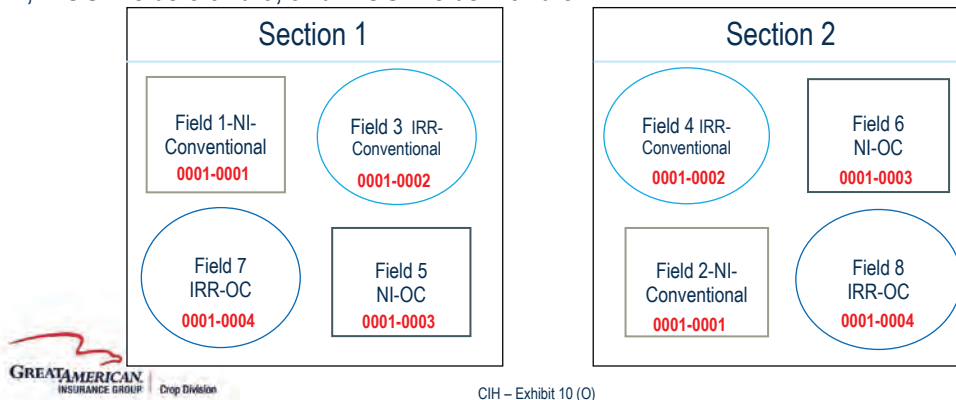 Section 1
Field 1-NI-
Conventional
0001-0001
Field 3 IRR-
Conventional
0001-0002
Field 7
IRR-OC
0001-0004
Field 5
NI-OC
0001-0003
Section 2
Field 4 IRR-
Conventional
0001-0002
Field 6
NI-OC
0001-0003
Field 2-NI-
Conventional
0001-0001
Field 8
IRR-OC
0001-0004
GREATAMERICAN.
INSURANCE GROUP
Crop Division
CIH – Exhibit 10 (O)